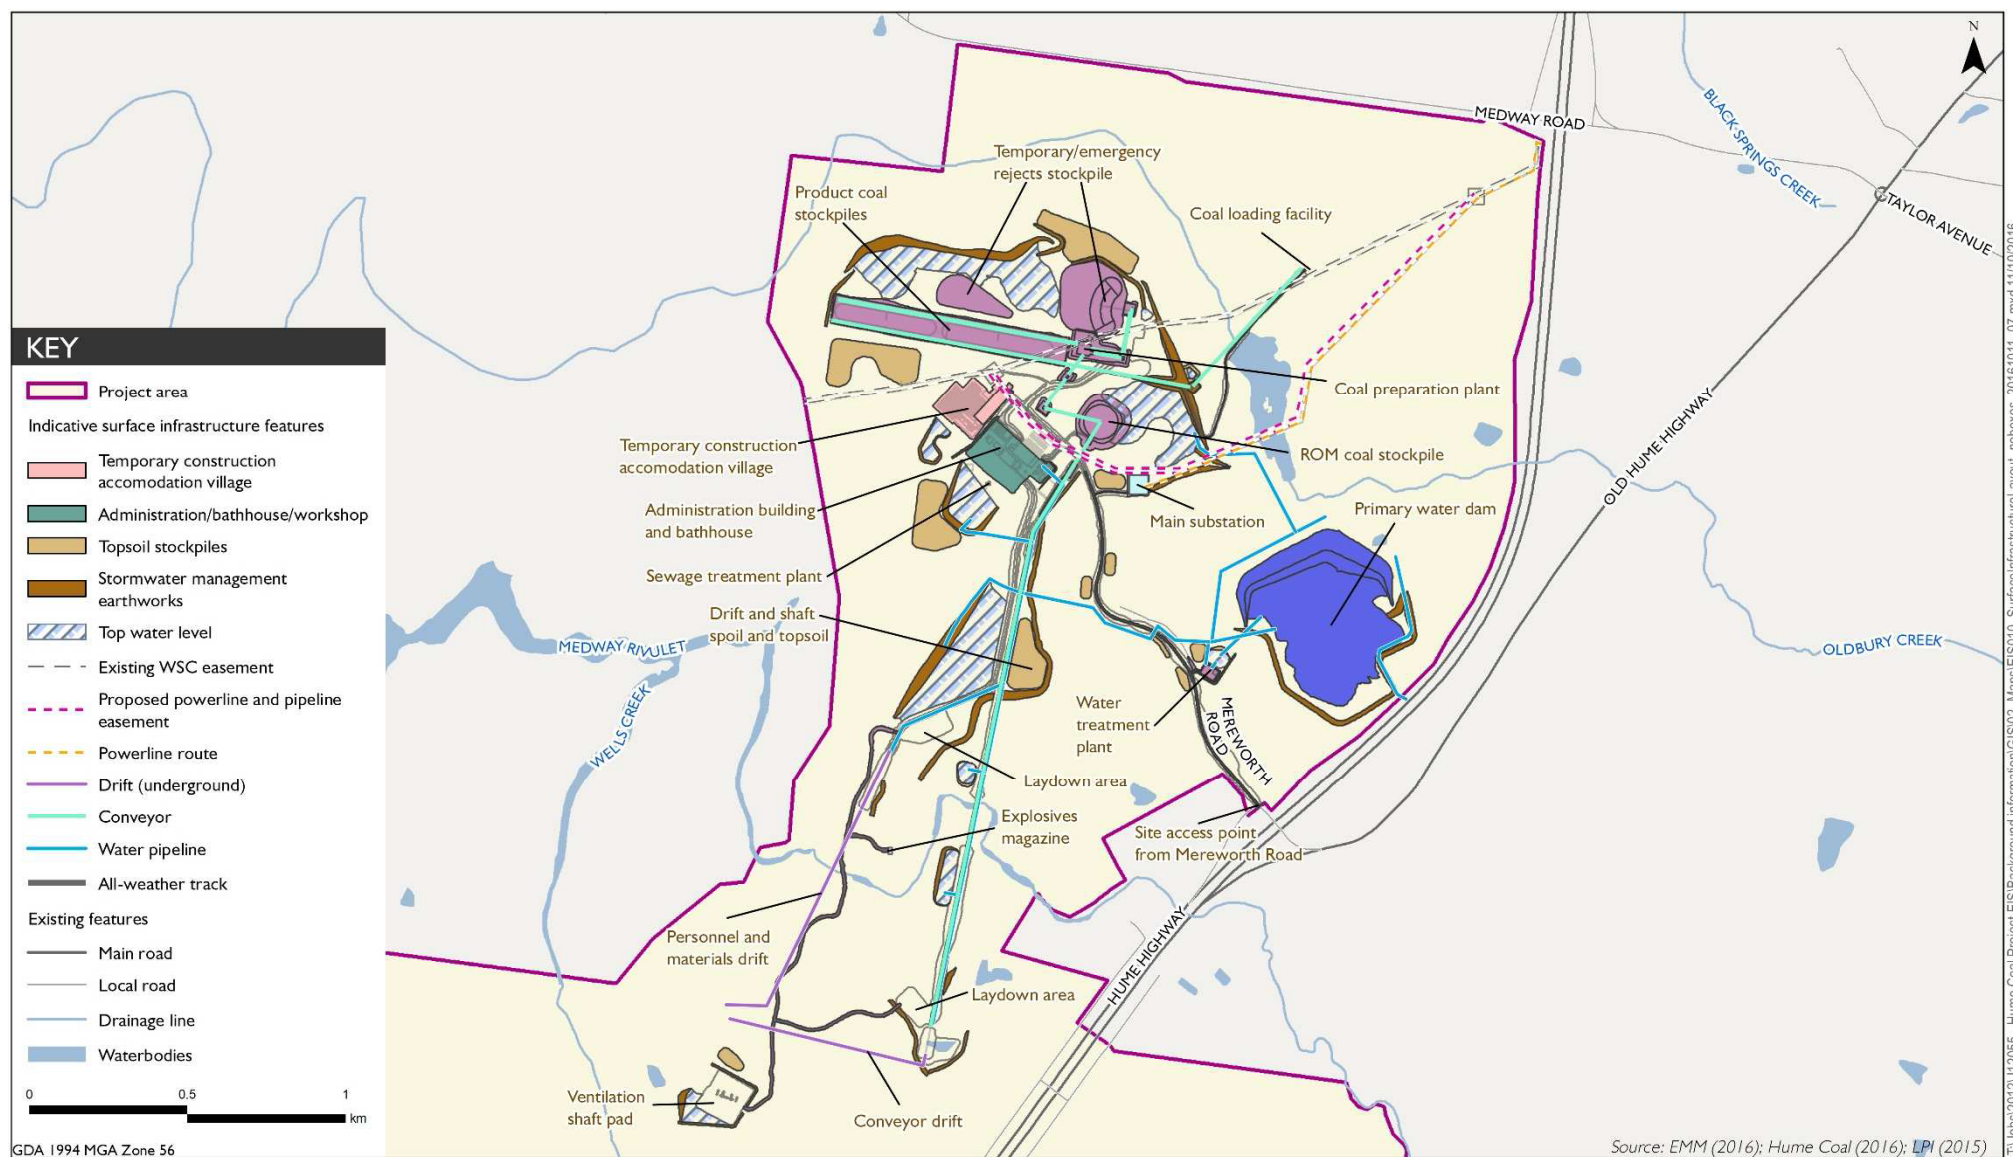 N
MEDWAY ROAD
BLACK SPRINGS CREEK
TAYLOR AVENUE
Temporary/emergency
rejects stockpile
Product coal
stockpiles
Coal loading facility
Coal preparation plant
ROM coal stockpile
OLD HUME HIGHWAY
Temporary construction
accomodation village
Administration building
and bathhouse
Main substation
Primary water dam
Sewage treatment plant
Drift and shaft
spoil and topsoil
MEDWAY RIVULET
WELLS CREEK
OLDBURY CREEK
Water
treatment
plant
MEREWORTH
ROAD
Laydown area
Explosives
magazine
Site access point
from Mereworth Road
HUME HIGHWAY
Personnel and
materials drift
Laydown area
Ventilation
shaft pad
Conveyor drift
KEY
Project area
Indicative surface infrastructure features
Temporary construction
accomodation village
Administration/bathhouse/workshop
Topsoil stockpiles
Stormwater management
earthworks
Top water level
Existing WSC easement
Proposed powerline and pipeline
easement
Powerline route
Drift (underground)
Conveyor
Water pipeline
All-weather track
Existing features
Main road
Local road
Drainage line
Waterbodies
0 0.5 1
km
GDA 1994 MGA Zone 56
Source: EMM (2016); Hume Coal (2016); LPI (2015)